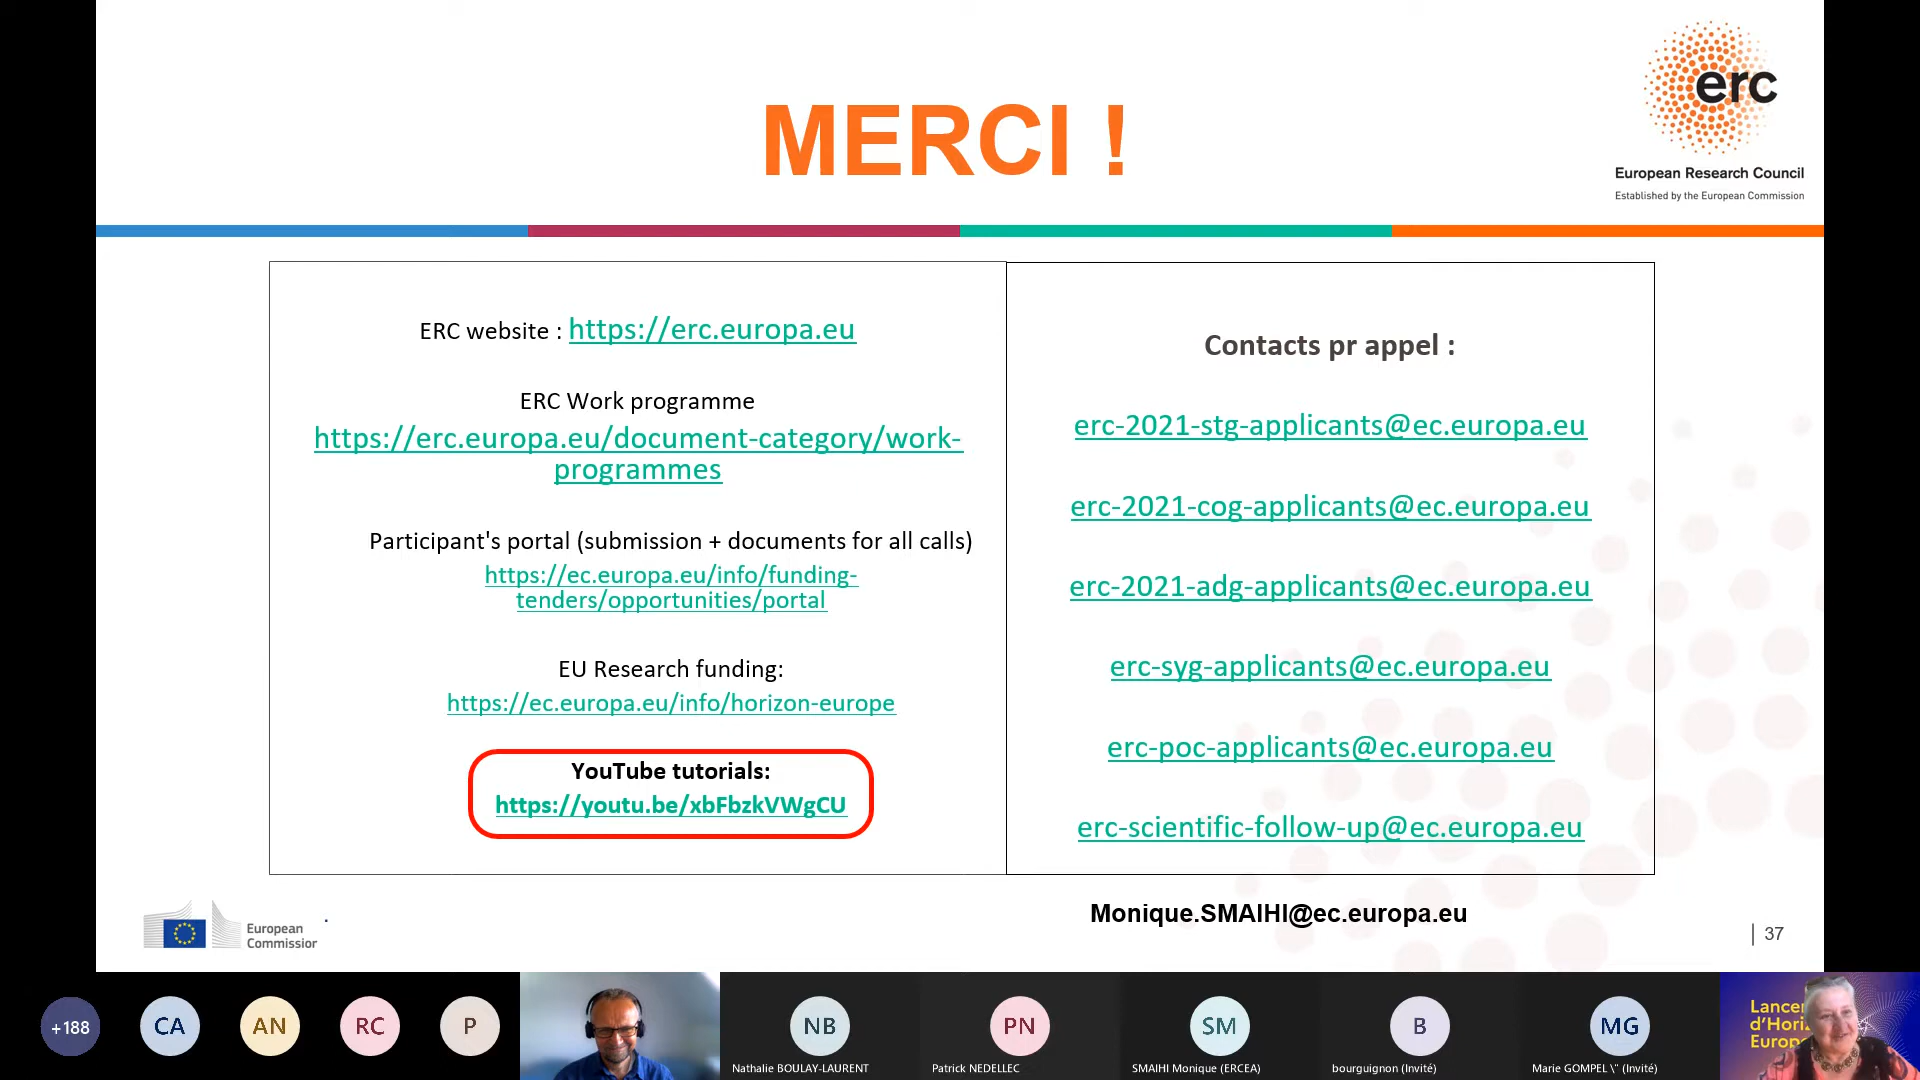 MERCI !
erc
European Research Council
Established by the European Commission
ERC website : https://erc.europa.eu
ERC Work programme
https://erc.europa.eu/document-category/work-
programmes
Participant's portal (submission + documents for all calls)
https://ec.europa.eu/info/funding-
tenders/opportunities/portal
EU Research funding:
https://ec.europa.eu/info/horizon-europe
YouTube tutorials:
https://youtu.be/xbFbzkVWgCU
Contacts pr appel :
erc-2021-stg-applicants@ec.europa.eu
erc-2021-cog-applicants@ec.europa.eu
erc-2021-adg-applicants@ec.europa.eu
erc-syg-applicants@ec.europa.eu
erc-poc-applicants@ec.europa.eu
erc-scientific-follow-up@ec.europa.eu
Monique.SMAIHI@ec.europa.eu
European
Commission
| 37
+188
CA
AN
RC
P
NB
Nathalie BOULAY-LAURENT
PN
Patrick NEDELLEC
SM
SMAIHI Monique (ERCEA)
B
bourguignon (Invité)
MG
Marie GOMPEL \" (Invité)
Lancer
d'Hori
Europe